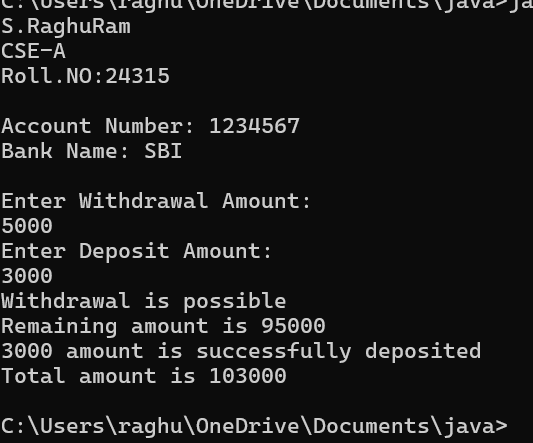 C:\Users\raghu\OneDrive\Documents\java>ja
S.RaghuRam
CSE-A
Roll.NO:24315
Account Number: 1234567
Bank Name: SBI
Enter Withdrawal Amount:
5000
Enter Deposit Amount:
3000
Withdrawal is possible
Remaining amount is 95000
3000 amount is successfully deposited
Total amount is 103000
C:\Users\raghu\OneDrive\Documents\java>